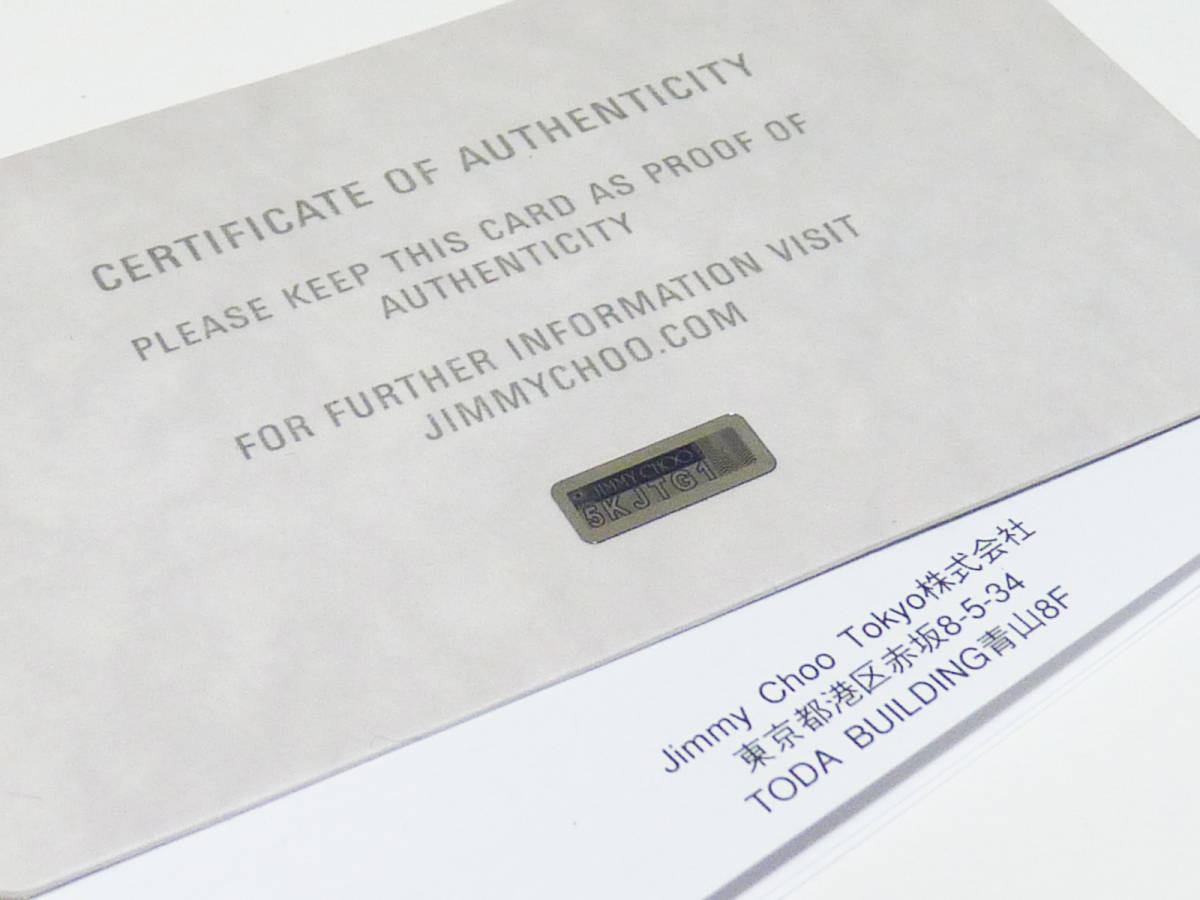 CERTIFICATE OF AUTHENTICITY
PLEASE KEEP THIS CARD AS PROOF OF
AUTHENTICITY
FOR FURTHER INFORMATION VISIT
JIMMYCHOO.COM
JIMMY CHOO
5KJTG1
Jimmy Choo Tokyo株式会社
東京都港区赤坂8-5-34
TODA BUILDING青山8F